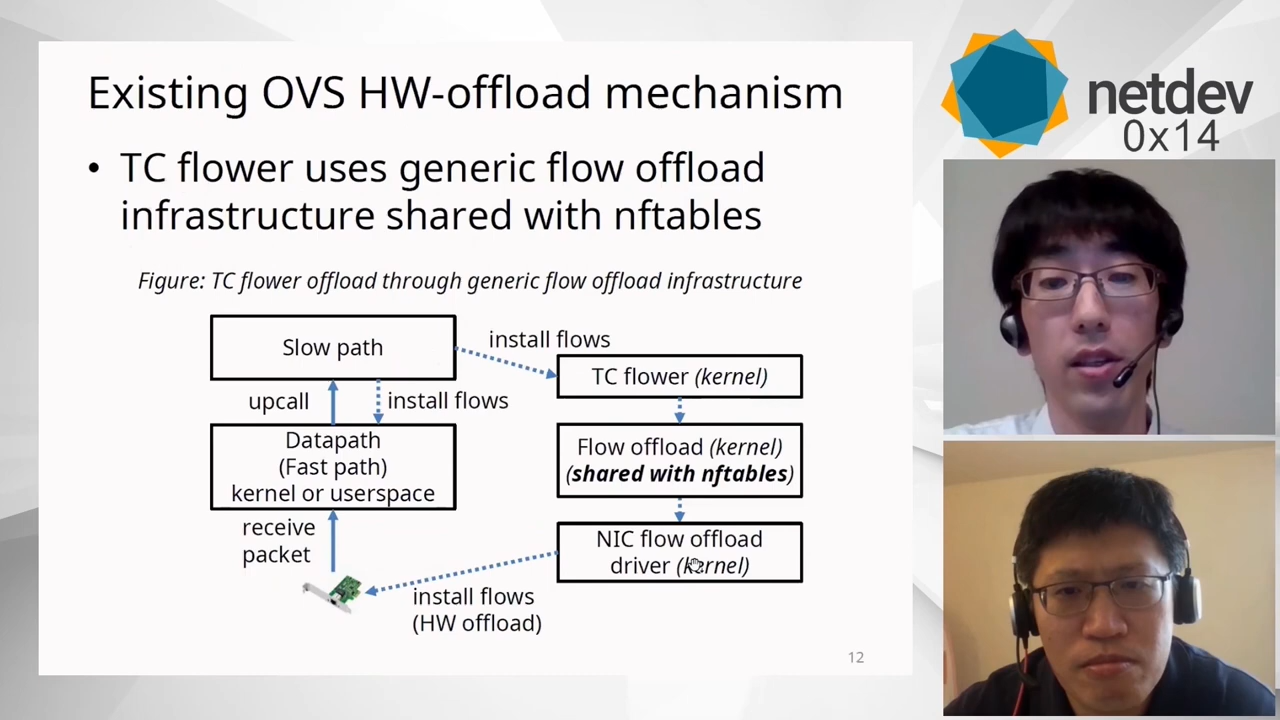 Existing OVS HW-offload mechanism
• TC flower uses generic flow offload
infrastructure shared with nftables
Figure: TC flower offload through generic flow offload infrastructure
Slow path
install flows
TC flower (kernel)
upcall
install flows
Datapath
(Fast path)
kernel or userspace
Flow offload (kernel)
(shared with nftables)
receive
packet
NIC flow offload
driver (kernel)
install flows
(HW offload)
12
netdev
0x14